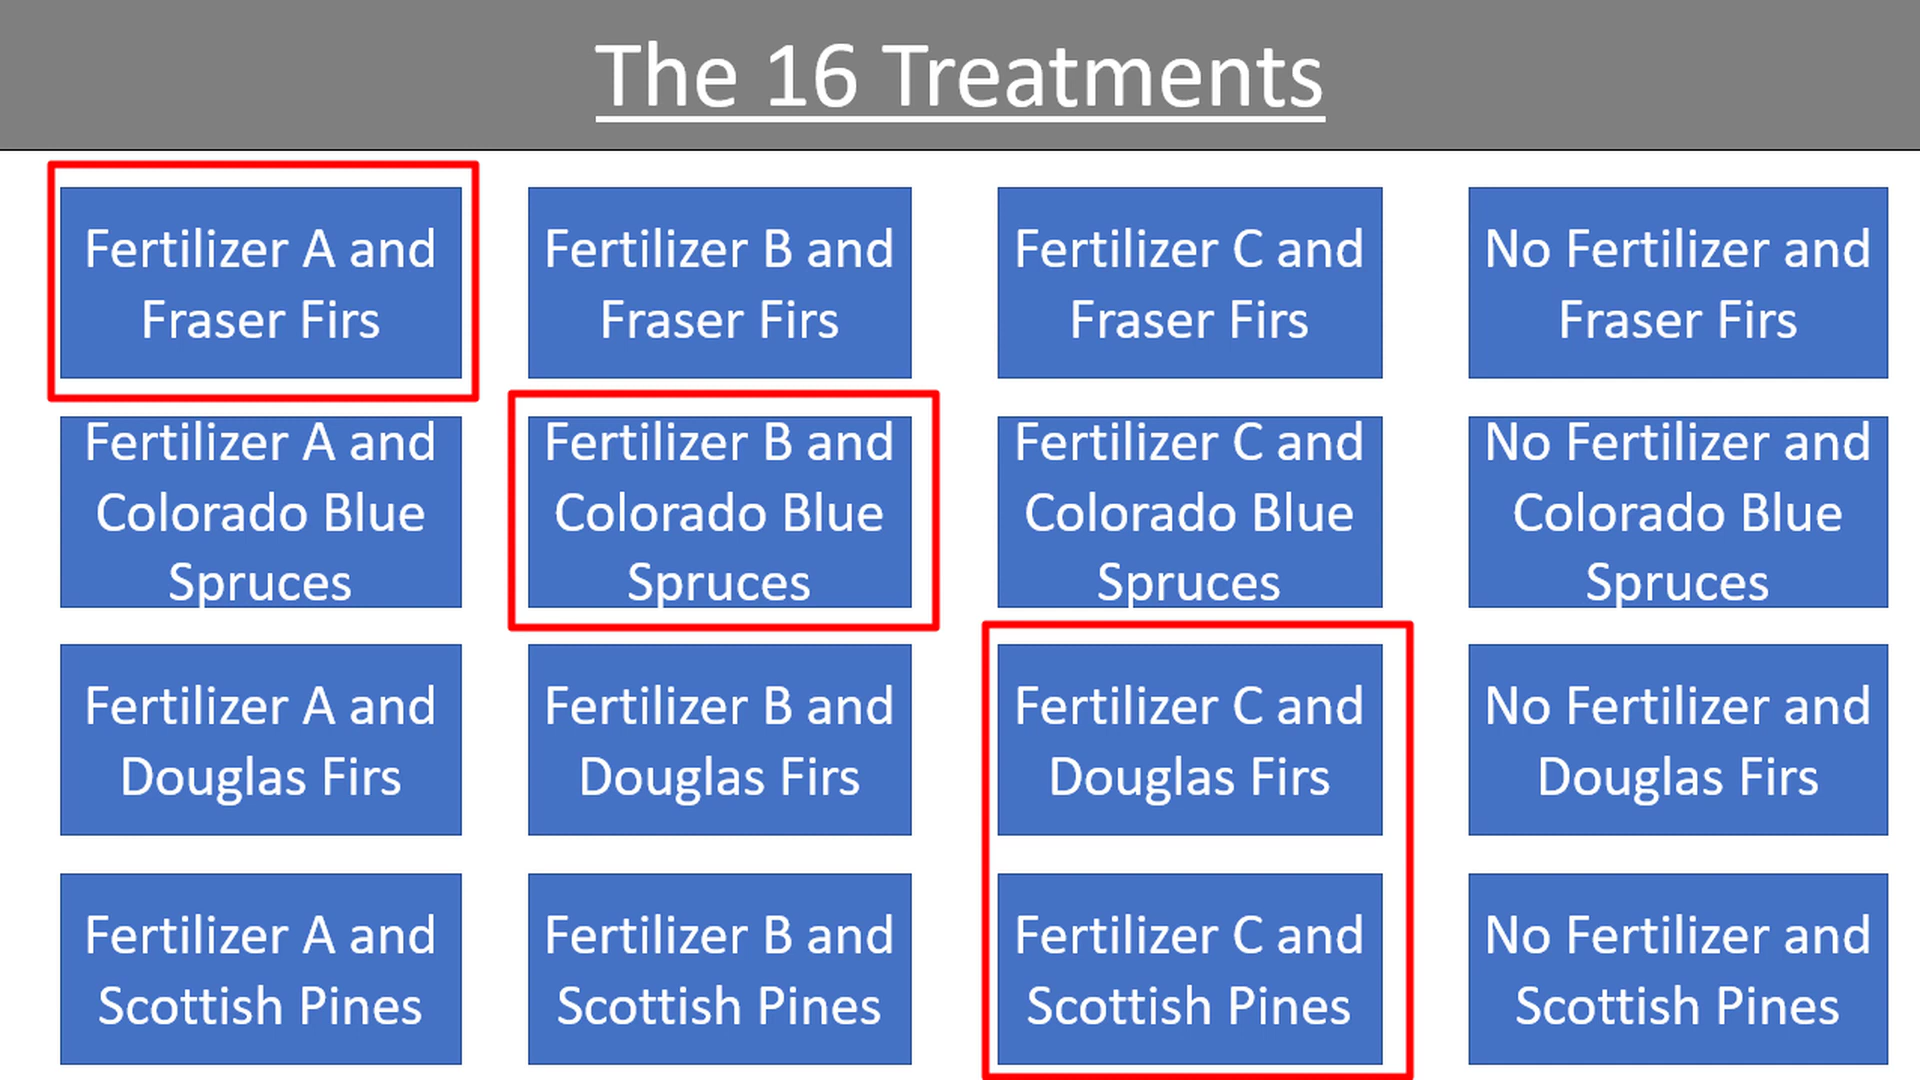 The 16 Treatments
Fertilizer A and
Fraser Firs
Fertilizer B and
Fraser Firs
Fertilizer C and
Fraser Firs
No Fertilizer and
Fraser Firs
Fertilizer A and
Colorado Blue
Spruces
Fertilizer B and
Colorado Blue
Spruces
Fertilizer C and
Colorado Blue
Spruces
No Fertilizer and
Colorado Blue
Spruces
Fertilizer A and
Douglas Firs
Fertilizer B and
Douglas Firs
Fertilizer C and
Douglas Firs
No Fertilizer and
Douglas Firs
Fertilizer A and
Scottish Pines
Fertilizer B and
Scottish Pines
Fertilizer C and
Scottish Pines
No Fertilizer and
Scottish Pines